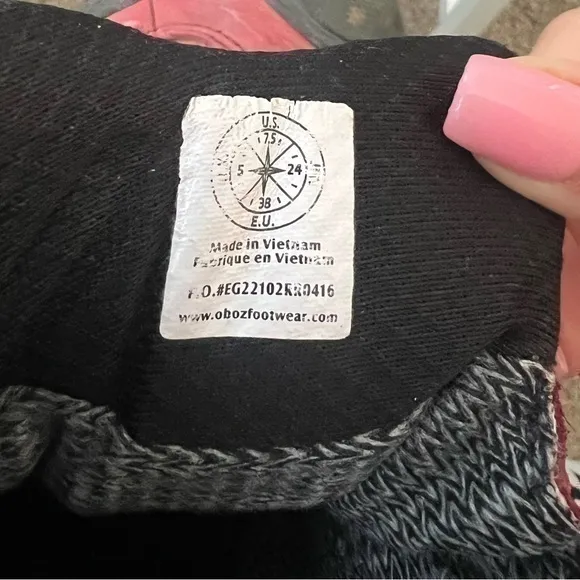 U.S.
7.5
5 24
38
E.U.
Made in Vietnam
Fabrique en Vietnam
P.O.#EG22102RR0416
www.obozfootwear.com